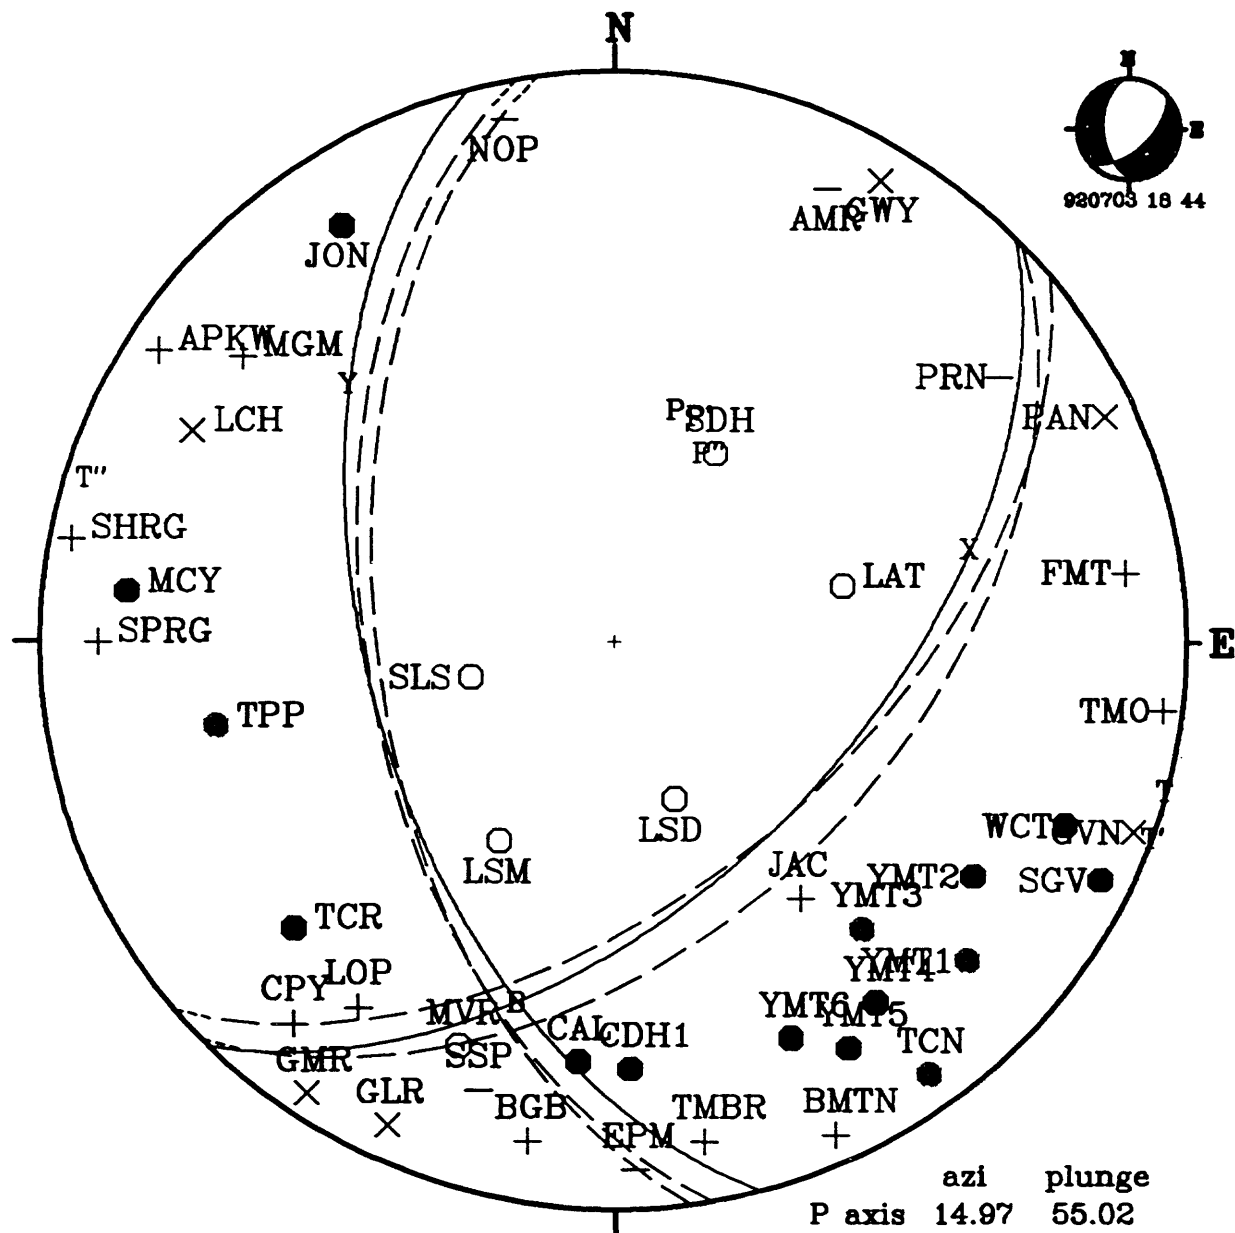 N
N
E
920703 18 44
NOP
AMR GWY
JON
APKW MGM
Y
PRN
LCH
P SDH
PAN
P"
T"
SHRG
X
MCY
LAT
FMT
SPRG
E
SLS
TPP
TMO
T
WCT GVN T'
LSD
LSM
JAC
YMT2
SGV
YMT3
TCR
YMT1
LOP
YMT4
CPY
B
MVR
YMT6
YMT5
CAL CDH1
TCN
SSP
GMR
GLR
BGB
TMBR
BMTN
EPM
azi plunge
P axis 14.97 55.02